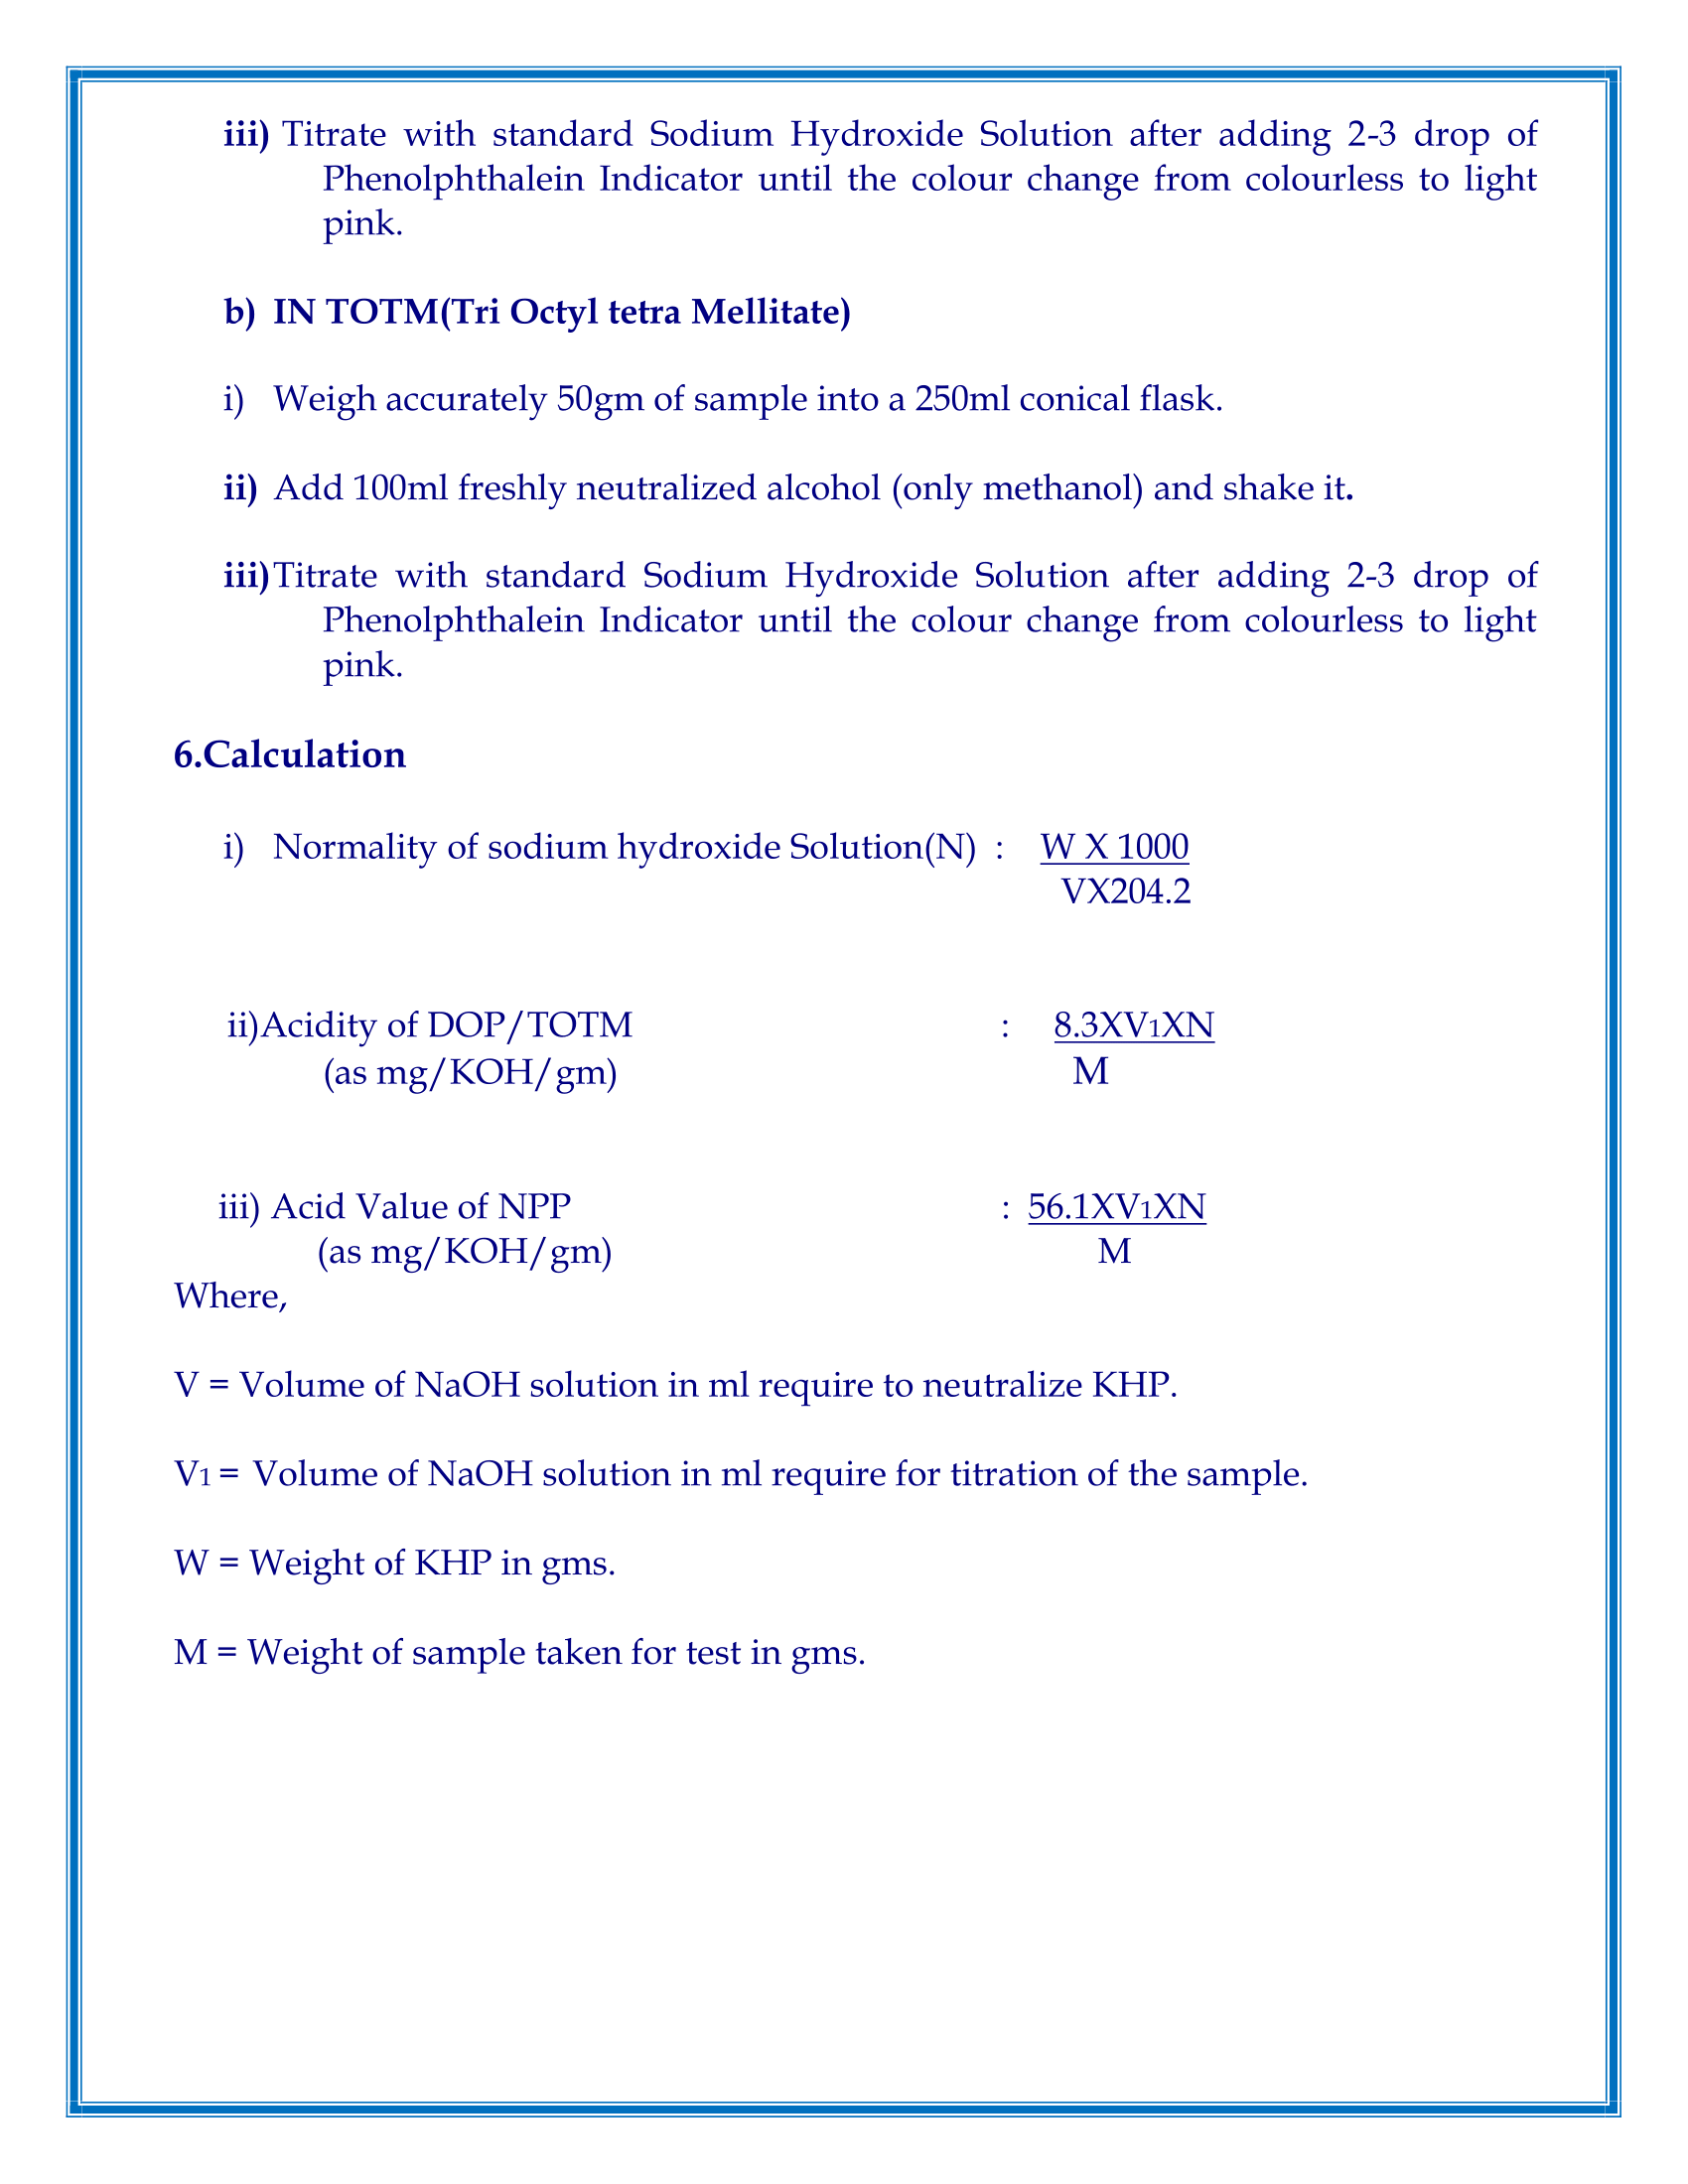 iii) Titrate with standard Sodium Hydroxide Solution after adding 2-3 drop of
Phenolphthalein Indicator until the colour change from colourless to light
pink.
b) IN TOTM(Tri Octyl tetra Mellitate)
i) Weigh accurately 50gm of sample into a 250ml conical flask.
ii) Add 100ml freshly neutralized alcohol (only methanol) and shake it.
iii)Titrate with standard Sodium Hydroxide Solution after adding 2-3 drop of
Phenolphthalein Indicator until the colour change from colourless to light
pink.
6.Calculation
i) Normality of sodium hydroxide Solution(N) : W X 1000
VX204.2
ii)Acidity of DOP/TOTM : 8.3XV1XN
(as mg/KOH/gm) M
iii) Acid Value of NPP : 56.1XV1XN
(as mg/KOH/gm) M
Where,
V = Volume of NaOH solution in ml require to neutralize KHP.
V1 = Volume of NaOH solution in ml require for titration of the sample.
W = Weight of KHP in gms.
M = Weight of sample taken for test in gms.